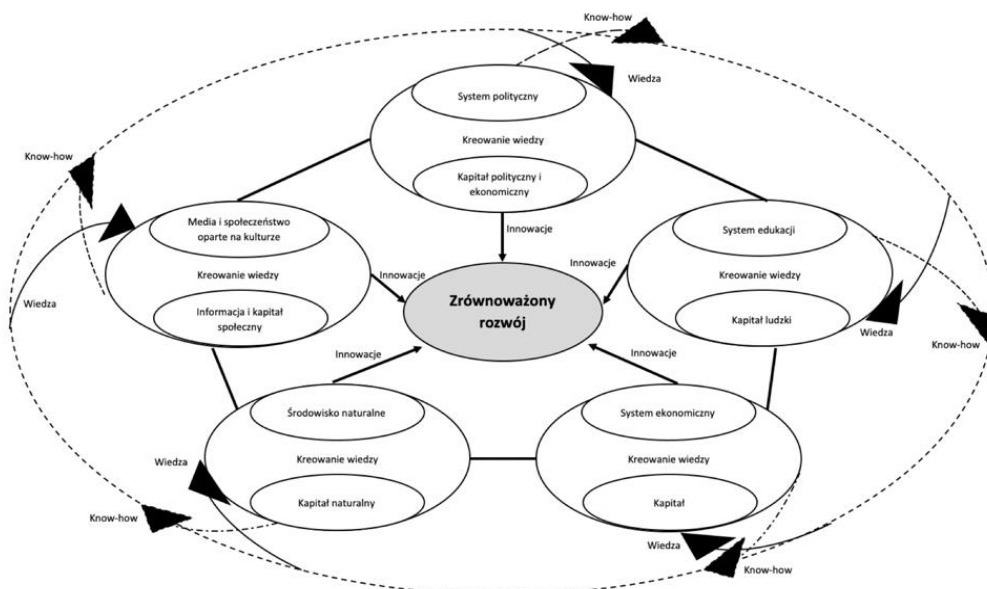 Know-how
Wiedza
System polityczny
Kreowanie wiedzy
Kapitał polityczny i
ekonomiczny
Innowacje
Know-how
Media i społeczeństwo
oparte na kulturze
Kreowanie wiedzy
Informacja i kapitał
społeczny
Wiedza
Innowacje
Zrównoważony
rozwój
Innowacje
System edukacji
Kreowanie wiedzy
Kapitał ludzki
Wiedza
Know-how
Innowacje
Środowisko naturalne
Kreowanie wiedzy
Kapitał naturalny
Wiedza
Know-how
Innowacje
System ekonomiczny
Kreowanie wiedzy
Kapitał
Wiedza
Know-how